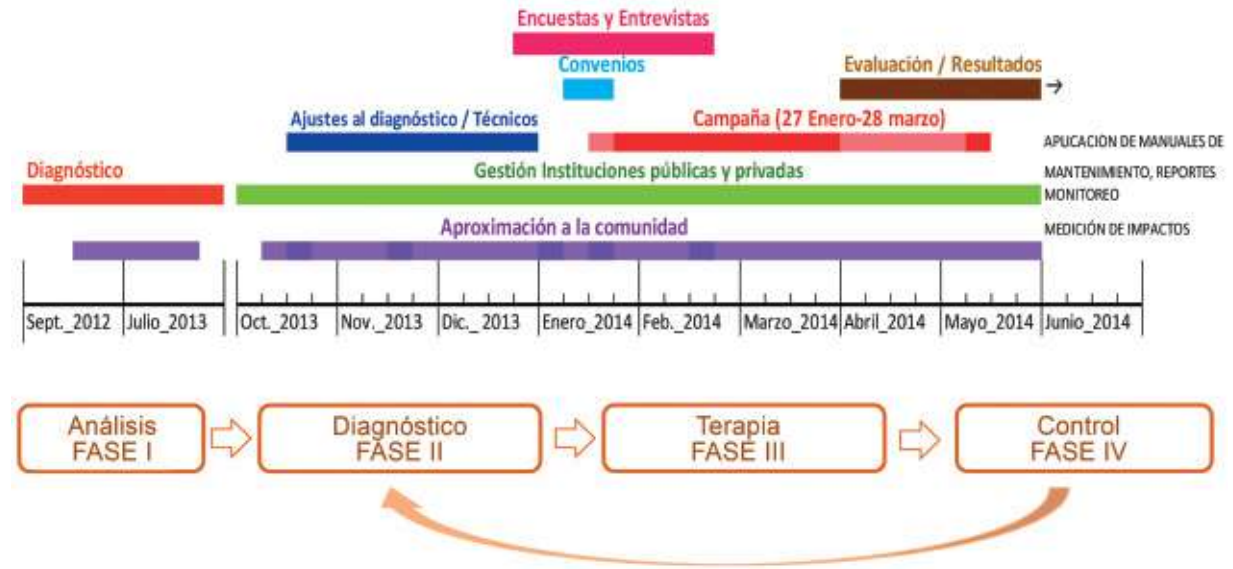 Encuestas y Entrevistas
Convenios
Evaluación / Resultados
Ajustes al diagnóstico / Técnicos
Campaña (27 Enero-28 marzo)
APLICACION DE MANUALES DE
Diagnóstico
Gestión Instituciones públicas y privadas
MANTENIMIENTO, REPORTES
MONITOREO
Aproximación a la comunidad
MEDICIÓN DE IMPACTOS
Sept._2012
Julio_2013
Oct._2013
Nov._2013
Dic._ 2013
Enero_2014
Feb._2014
Marzo_2014
Abril_2014
Mayo_2014
Junio_2014
Análisis
FASE I
Diagnóstico
FASE II
Terapia
FASE III
Control
FASE IV